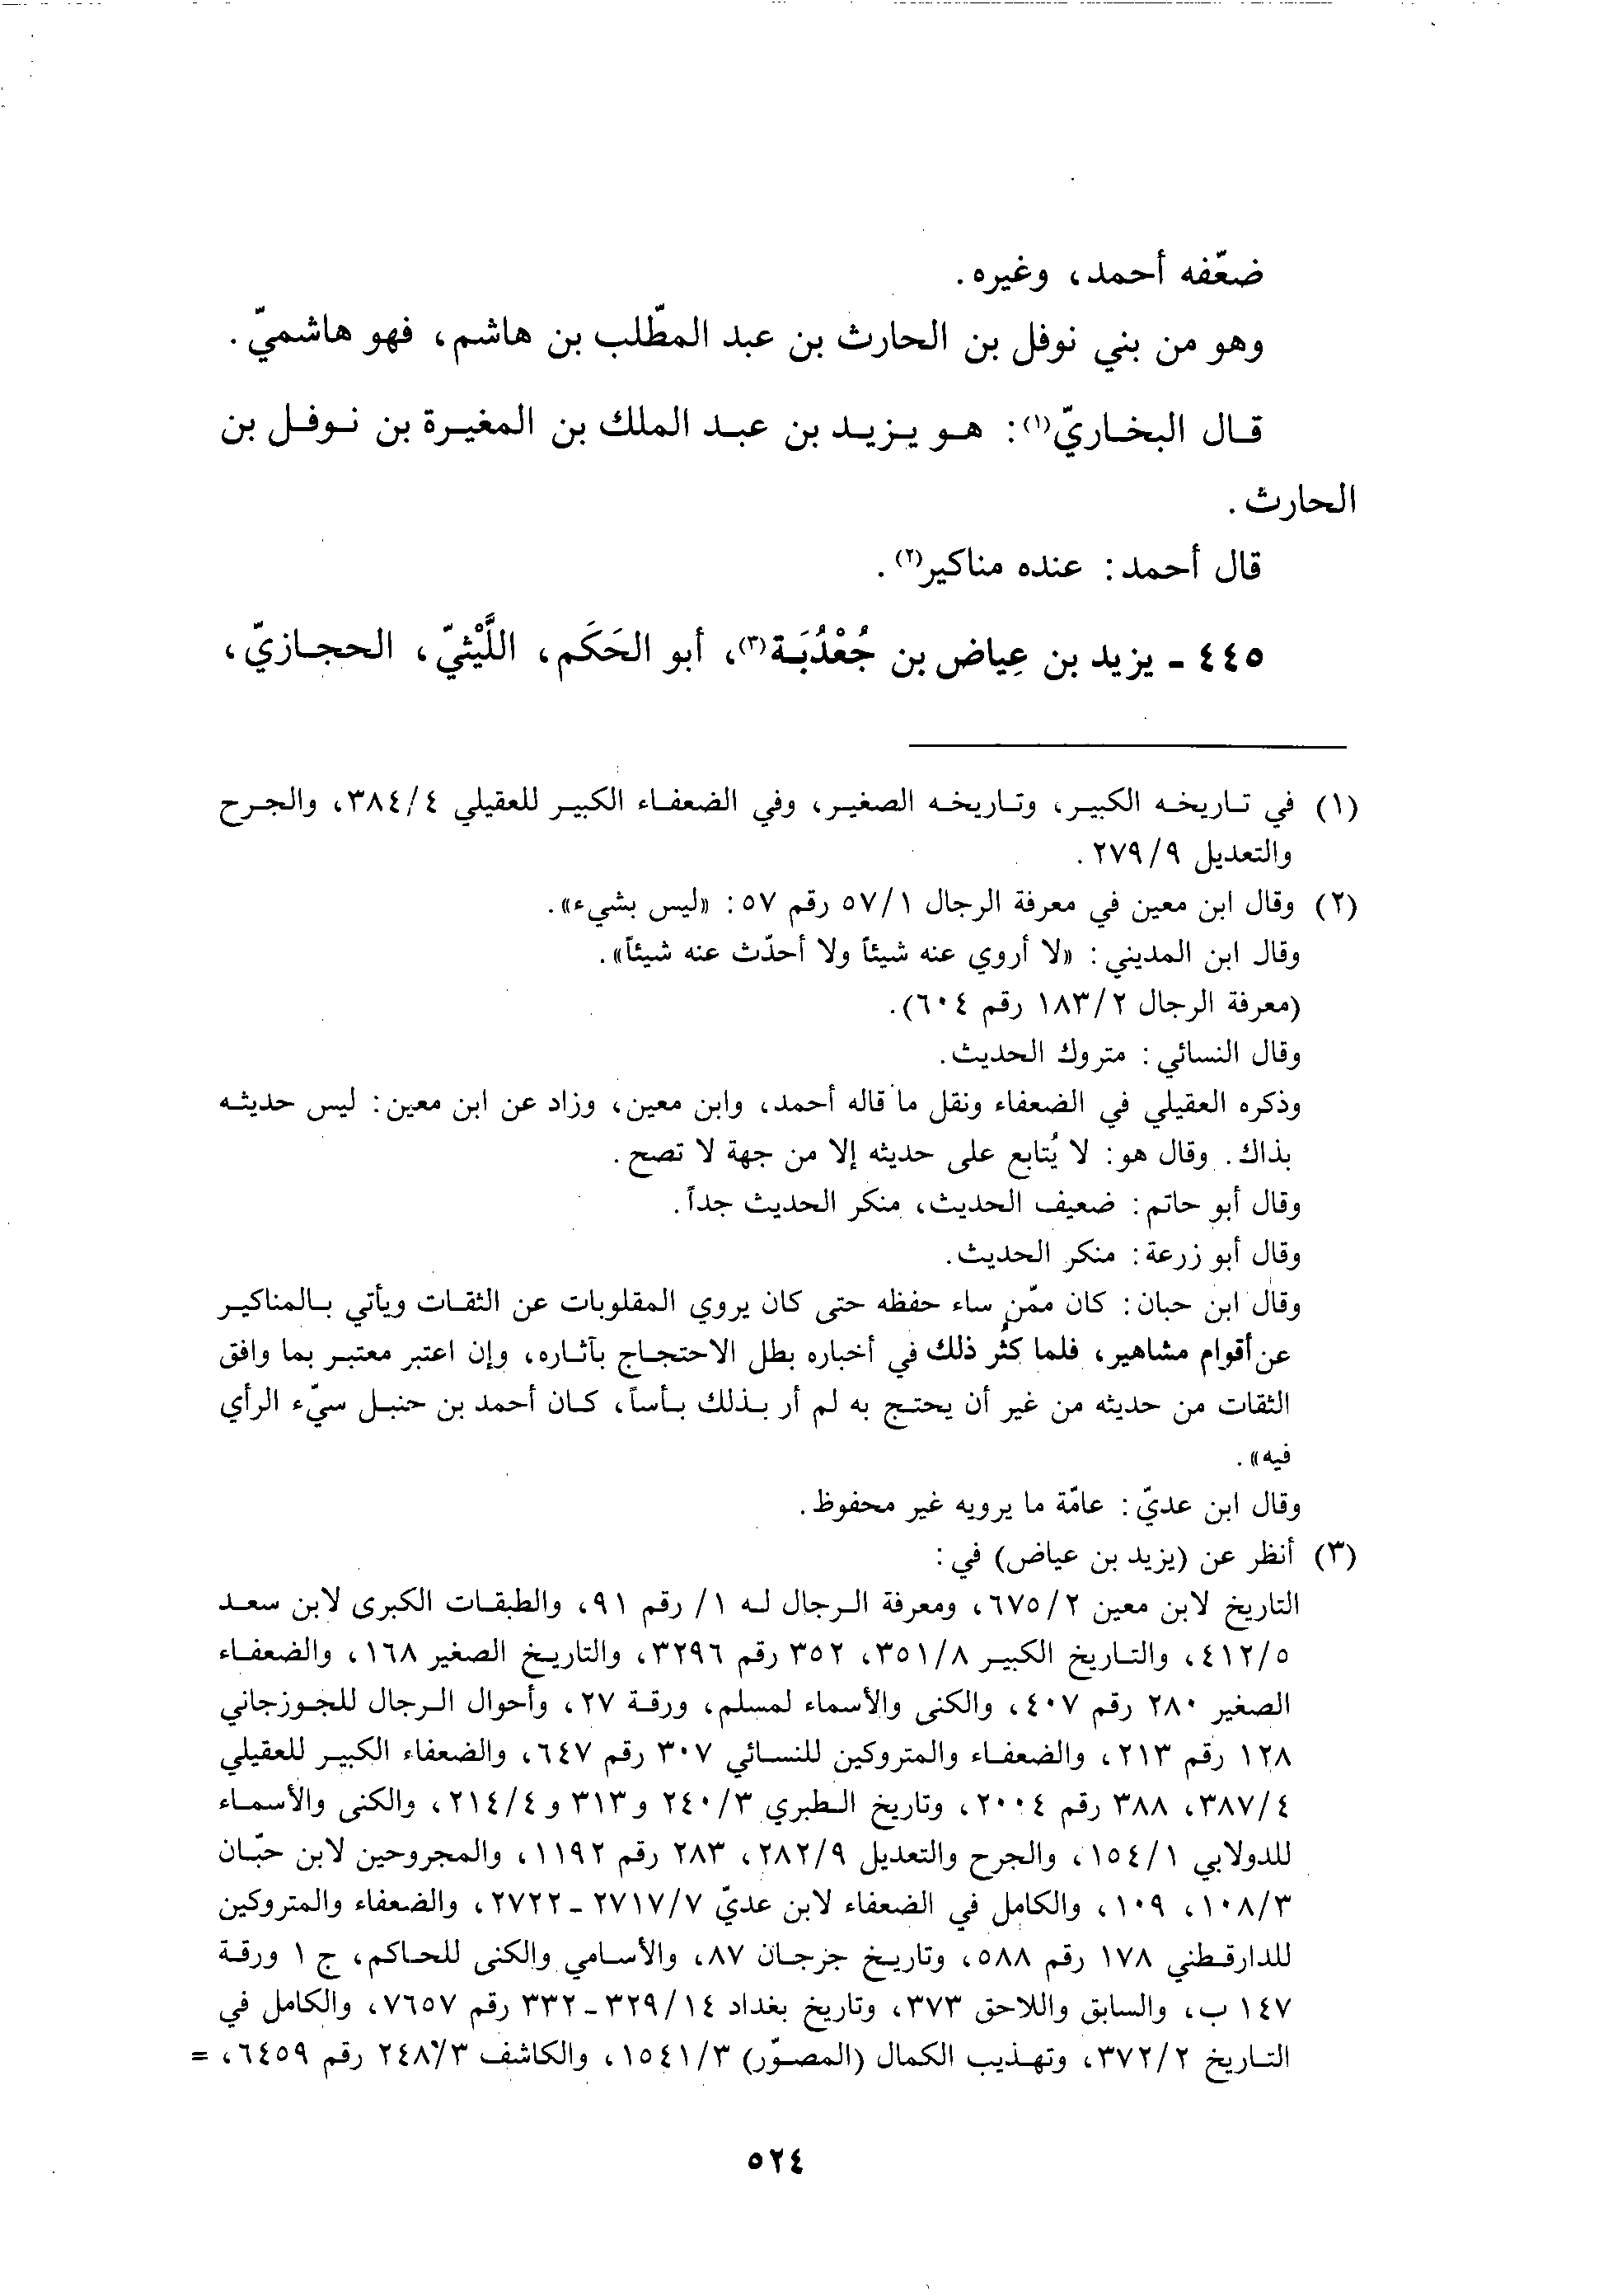 ضعّفه أحمد، وغيره.
وهو من بني نوفل بن الحارث بن عبد المطّلب بن هاشم، فهو هاشميّ.
قال البخاريّ(١): هو يزيد بن عبد الملك بن المغيرة بن نوفل بن
الحارث.
قال أحمد: عنده مناكير(٢).
٤٤٥ - يزيد بن عِياض بن جُعْدُبَة(٣)، أبو الحَكَم، اللَّيْثيّ، الحجازيّ،
(١) في تاريخه الكبير، وتاريخه الصغير، وفي الضعفاء الكبير للعقيلي ٣٨٤/٤، والجرح
والتعديل ٢٧٩/٩.
(٢) وقال ابن معين في معرفة الرجال ٥٧/١ رقم ٥٧: «ليس بشيء».
وقال ابن المديني: «لا أروي عنه شيئاً ولا أحدّث عنه شيئاً».
(معرفة الرجال ١٨٣/٢ رقم ٦٠٤).
وقال النسائي: متروك الحديث.
وذكره العقيلي في الضعفاء ونقل ما قاله أحمد، وابن معين، وزاد عن ابن معين: ليس حديثه
بذاك. وقال هو: لا يُتابع على حديثه إلا من جهة لا تصح.
وقال أبو حاتم: ضعيف الحديث، منكر الحديث جداً.
وقال أبو زرعة: منكر الحديث.
وقال ابن حبان: كان ممّن ساء حفظه حتى كان يروي المقلوبات عن الثقات ويأتي بالمناكير
عن أقوام مشاهير، فلما كثُر ذلك في أخباره بطل الاحتجاج بآثاره، وإن اعتبر معتبر بما وافق
الثقات من حديثه من غير أن يحتج به لم أر بذلك بأساً، كان أحمد بن حنبل سيّء الرأي
فيه».
وقال ابن عديّ: عامّة ما يرويه غير محفوظ.
(٣) أنظر عن (يزيد بن عياض) في:
التاريخ لابن معين ٦٧٥/٢، ومعرفة الرجال له ١/ رقم ٩١، والطبقات الكبرى لابن سعد
٤١٢/٥، والتاريخ الكبير ٣٥١/٨، ٣٥٢ رقم ٣٢٩٦، والتاريخ الصغير ١٦٨، والضعفاء
الصغير ٢٨٠ رقم ٤٠٧، والكنى والأسماء لمسلم، ورقة ٢٧، وأحوال الرجال للجوزجاني
١٢٨ رقم ٢١٣، والضعفاء والمتروكين للنسائي ٣٠٧ رقم ٦٤٧، والضعفاء الكبير للعقيلي
٣٨٧/٤، ٣٨٨ رقم ٢٠٠٤، وتاريخ الطبري ٢٤٠/٣ و٣١٣ و٢١٤/٤، والكنى والأسماء
للدولابي ١٥٤/١، والجرح والتعديل ٢٨٢/٩، ٢٨٣ رقم ١١٩٢، والمجروحين لابن حبّان
١٠٨/٣، ١٠٩، والكامل في الضعفاء لابن عديّ ٢٧١٧/٧ - ٢٧٢٢، والضعفاء والمتروكين
للدارقطني ١٧٨ رقم ٥٨٨، وتاريخ جرجان ٨٧، والأسامي والكنى للحاكم، ج ١ ورقة
١٤٧ ب، والسابق واللاحق ٣٧٣، وتاريخ بغداد ٣٢٩/١٤ - ٣٣٢ رقم ٧٦٥٧، والكامل في
التاريخ ٣٧٢/٢، وتهذيب الكمال (المصوّر) ١٥٤١/٣، والكاشف ٢٤٨/٣ رقم ٦٤٥٩، =
٥٢٤